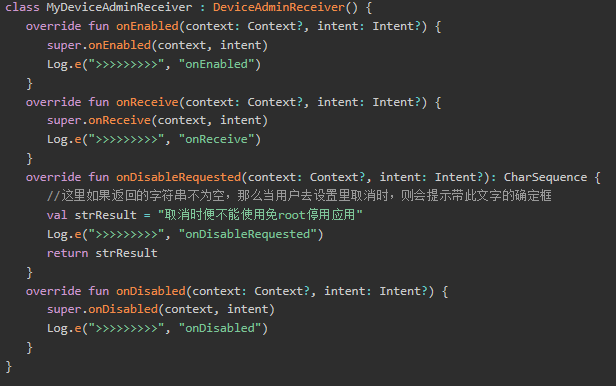 class MyDeviceAdminReceiver : DeviceAdminReceiver() {
override fun onEnabled(context: Context?, intent: Intent?) {
super.onEnabled(context, intent)
Log.e(">>>>>>>>>", "onEnabled")
}
override fun onReceive(context: Context?, intent: Intent?) {
super.onReceive(context, intent)
Log.e(">>>>>>>>>", "onReceive")
}
override fun onDisableRequested(context: Context?, intent: Intent?): CharSequence {
//这里如果返回的字符串不为空，那么当用户去设置里取消时，则会提示带此文字的确定框
val strResult = "取消时便不能使用免root停用应用"
Log.e(">>>>>>>>>", "onDisableRequested")
return strResult
}
override fun onDisabled(context: Context?, intent: Intent?) {
super.onDisabled(context, intent)
Log.e(">>>>>>>>>", "onDisabled")
}
}